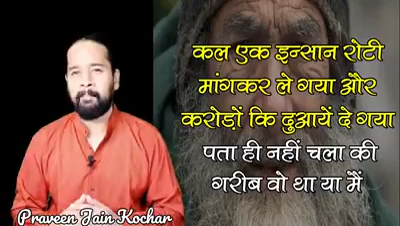 कल एक इन्सान रोटी
मांगकर ले गया और
करोड़ों कि दुआयें दे गया
पता ही नहीं चला की
गरीब वो था या मैं
Praveen Jain Kochar